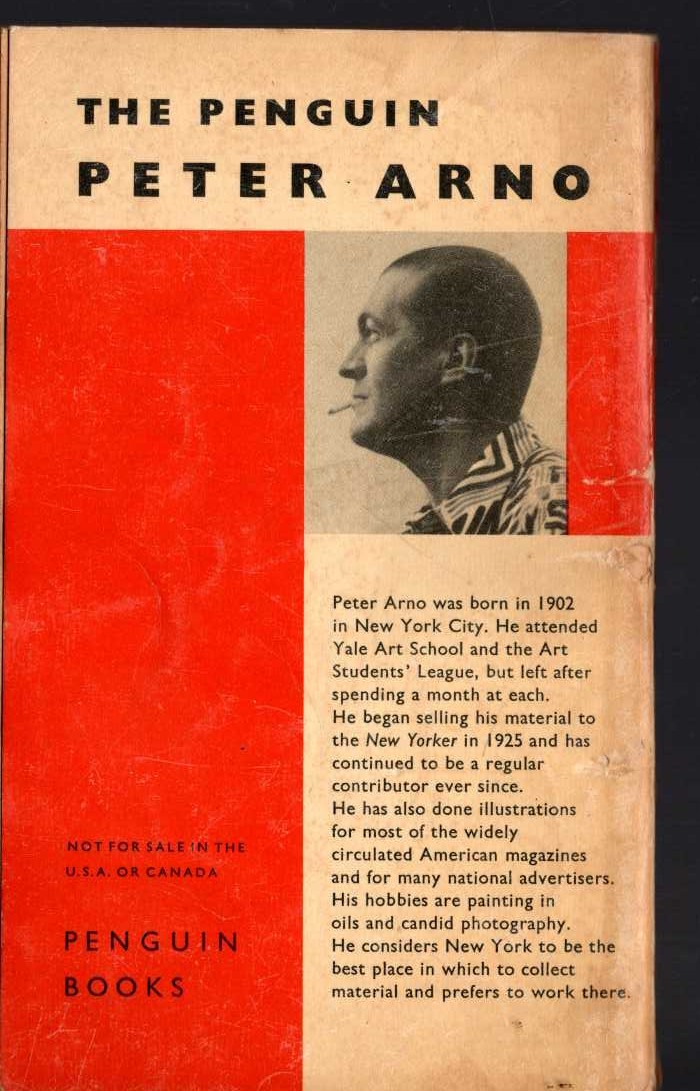 THE PENGUIN
PETER ARNO
Peter Arno was born in 1902
in New York City. He attended
Yale Art School and the Art
Students' League, but left after
spending a month at each.
He began selling his material to
the New Yorker in 1925 and has
continued to be a regular
contributor ever since.
He has also done illustrations
for most of the widely
circulated American magazines
and for many national advertisers.
His hobbies are painting in
oils and candid photography.
He considers New York to be the
best place in which to collect
material and prefers to work there.
NOT FOR SALE IN THE
U.S.A. OR CANADA
PENGUIN
BOOKS